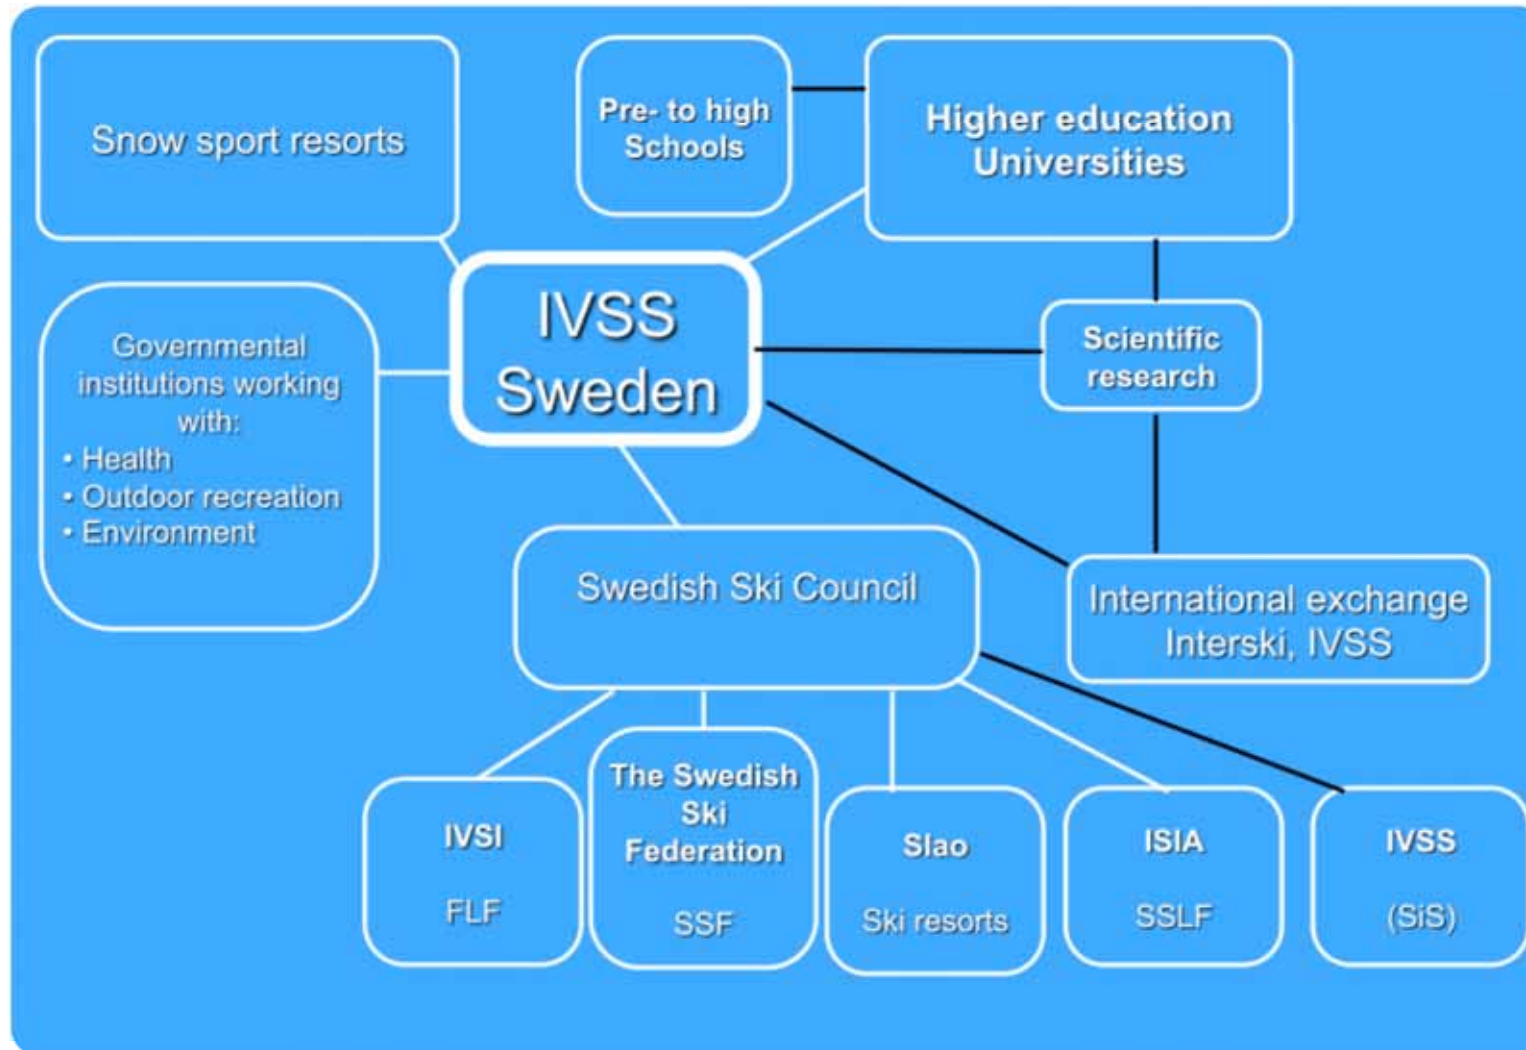 Snow sport resorts
Pre- to high
Schools
Higher education
Universities
IVSS
Sweden
Governmental
institutions working
with:
• Health
• Outdoor recreation
• Environment
Scientific
research
Swedish Ski Council
International exchange
Interski, IVSS
IVSI
FLF
The Swedish
Ski
Federation
SSF
Slao
Ski resorts
ISIA
SSLF
IVSS
(SiS)